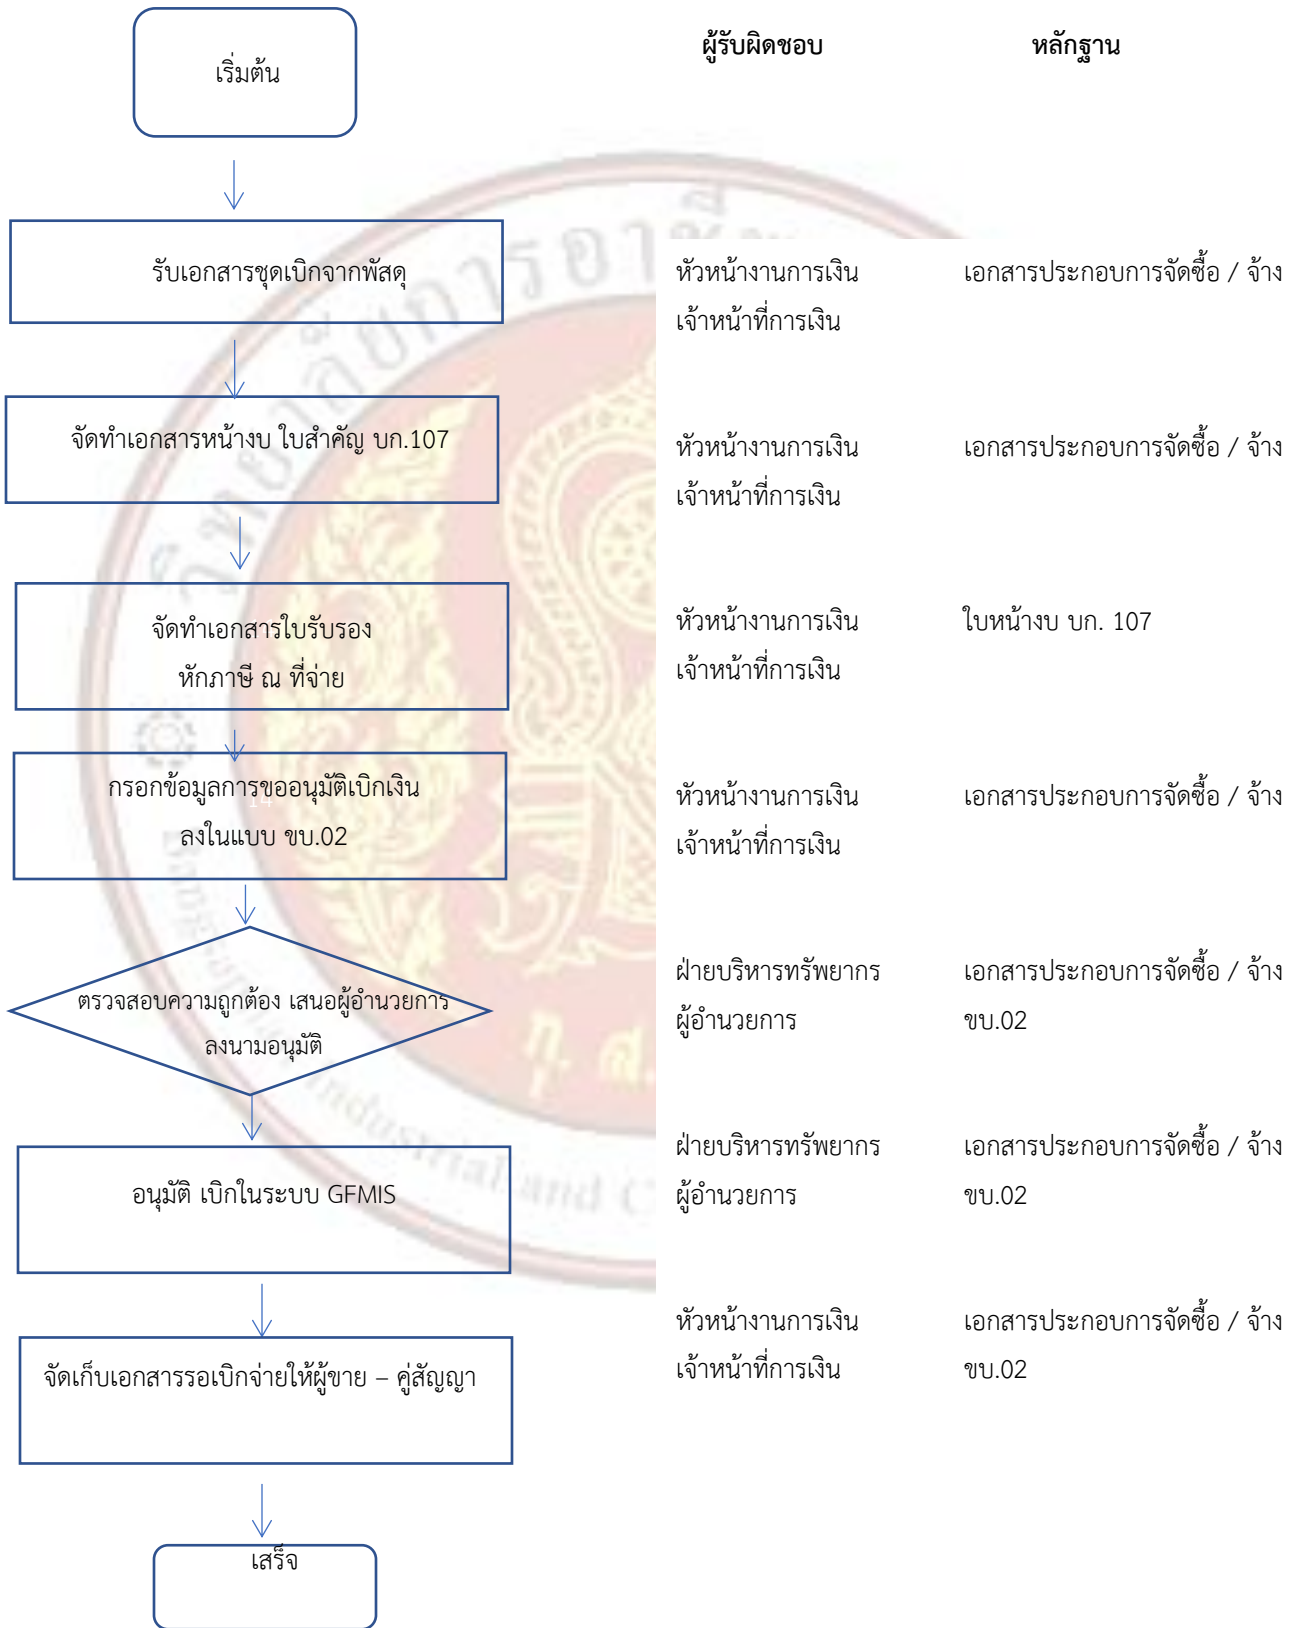 ผู้รับผิดชอบ หลักฐาน
เริ่มต้น
รับเอกสารชุดเบิกจากพัสดุ
หัวหน้างานการเงิน เอกสารประกอบการจัดซื้อ / จ้าง
เจ้าหน้าที่การเงิน
จัดทำเอกสารหน้างบ ใบสำคัญ บก.107
หัวหน้างานการเงิน เอกสารประกอบการจัดซื้อ / จ้าง
เจ้าหน้าที่การเงิน
จัดทำเอกสารใบรับรอง
หักภาษี ณ ที่จ่าย
หัวหน้างานการเงิน ใบหน้างบ บก. 107
เจ้าหน้าที่การเงิน
กรอกข้อมูลการขออนุมัติเบิกเงิน
14
ลงในแบบ ขบ.02
หัวหน้างานการเงิน เอกสารประกอบการจัดซื้อ / จ้าง
เจ้าหน้าที่การเงิน
ตรวจสอบความถูกต้อง เสนอผู้อำนวยการ
ลงนามอนุมัติ
ฝ่ายบริหารทรัพยากร เอกสารประกอบการจัดซื้อ / จ้าง
ผู้อำนวยการ ขบ.02
อนุมัติ เบิกในระบบ GFMIS
ฝ่ายบริหารทรัพยากร เอกสารประกอบการจัดซื้อ / จ้าง
ผู้อำนวยการ ขบ.02
จัดเก็บเอกสารรอเบิกจ่ายให้ผู้ขาย – คู่สัญญา
หัวหน้างานการเงิน เอกสารประกอบการจัดซื้อ / จ้าง
เจ้าหน้าที่การเงิน ขบ.02
เสร็จ
วิทยาลัยการอาชี
Industrial and C